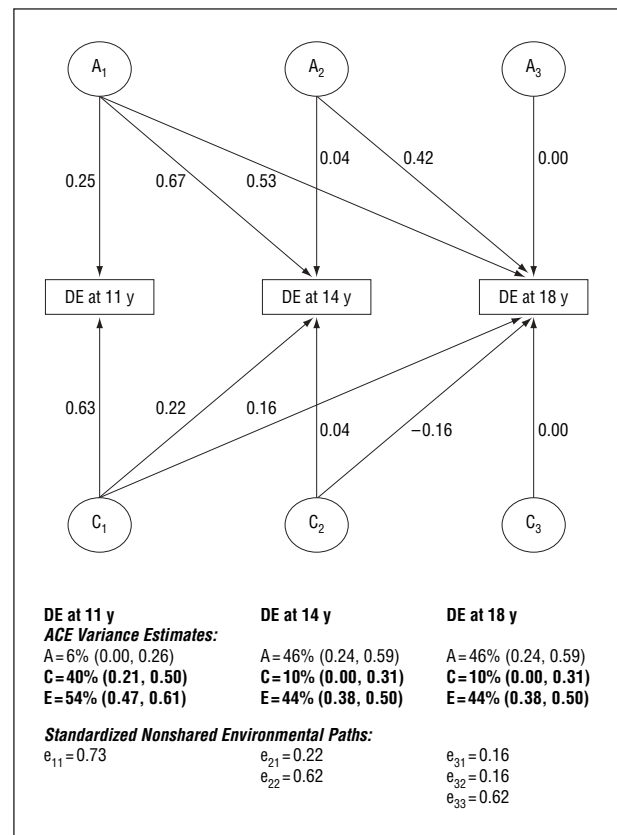 A1 A2 A3
0.25 0.67 0.53 0.04 0.42 0.00
DE at 11 y DE at 14 y DE at 18 y
0.63 0.22 0.16 0.04 −0.16 0.00
C1 C2 C3
DE at 11 y DE at 14 y DE at 18 y
ACE Variance Estimates:
A=6% (0.00, 0.26) A=46% (0.24, 0.59) A=46% (0.24, 0.59)
C=40% (0.21, 0.50) C=10% (0.00, 0.31) C=10% (0.00, 0.31)
E=54% (0.47, 0.61) E=44% (0.38, 0.50) E=44% (0.38, 0.50)
Standardized Nonshared Environmental Paths:
e11=0.73 e21=0.22 e31=0.16
e22=0.62 e32=0.16
e33=0.62